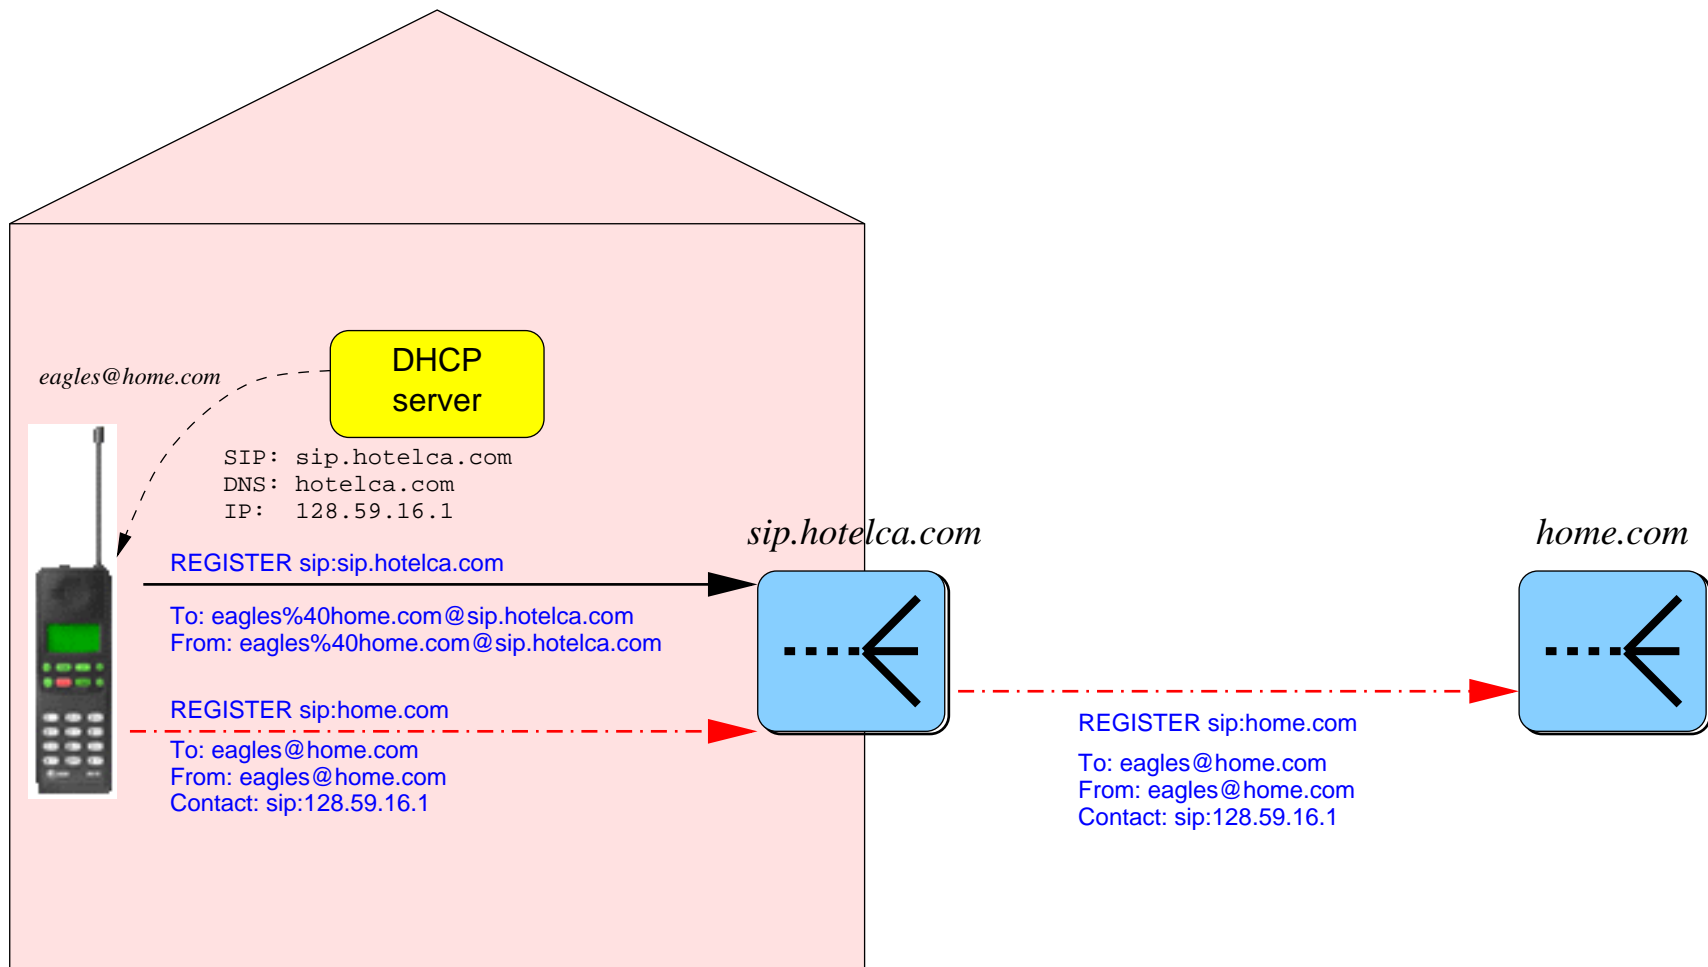 DHCP
server
eagles@home.com
SIP: sip.hotelca.com
DNS: hotelca.com
IP: 128.59.16.1
sip.hotelca.com
home.com
REGISTER sip:sip.hotelca.com
To: eagles%40home.com@sip.hotelca.com
From: eagles%40home.com@sip.hotelca.com
REGISTER sip:home.com
To: eagles@home.com
From: eagles@home.com
Contact: sip:128.59.16.1
REGISTER sip:home.com
To: eagles@home.com
From: eagles@home.com
Contact: sip:128.59.16.1